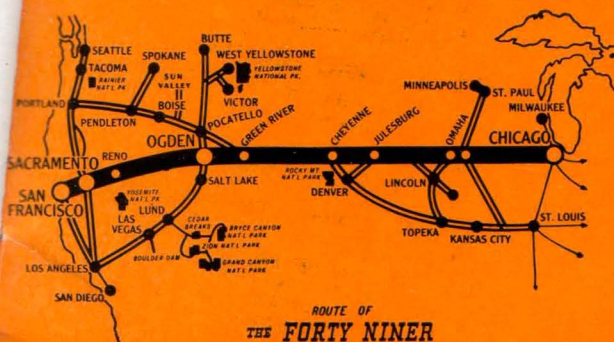 SEATTLE
TACOMA
RAINIER
NAT'L PK
SPOKANE
SUN
VALLEY
BUTTE
WEST YELLOWSTONE
YELLOWSTONE
NATIONAL PK.
VICTOR
PORTLAND
PENDLETON
BOISE
POCATELLO
OGDEN
GREEN RIVER
MINNEAPOLIS
ST. PAUL
MILWAUKEE
CHEYENNE
JULESBURG
OMAHA
CHICAGO
SACRAMENTO
RENO
SAN
FRANCISCO
YOSEMITE
NAT'L PK
SALT LAKE
ROCKY MT.
NAT'L PARK
DENVER
LINCOLN
LUND
LAS
VEGAS
CEDAR
BREAKS
BRYCE CANYON
NAT'L PARK
ZION NAT'L PARK
GRAND CANYON
NAT'L PARK
BOULDER DAM
LOS ANGELES
SAN DIEGO
TOPEKA
KANSAS CITY
ST. LOUIS
ROUTE OF
THE FORTY NINER